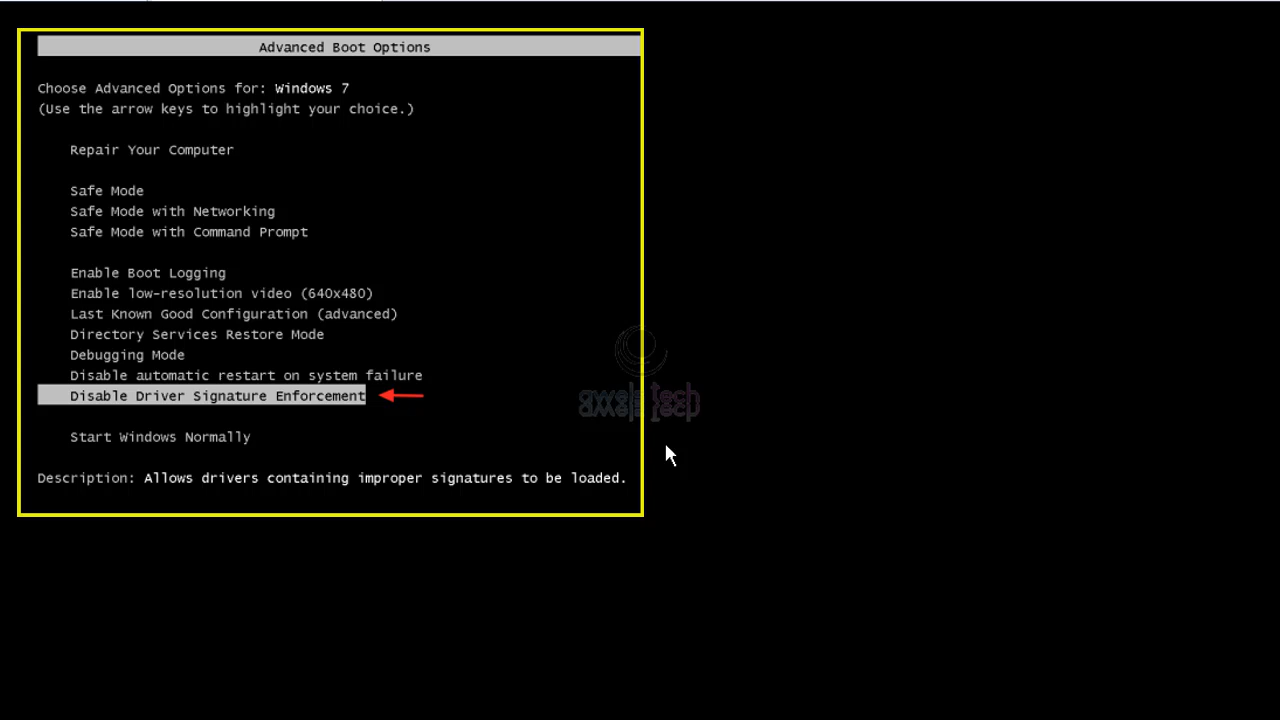 Advanced Boot Options
Choose Advanced Options for: Windows 7
(Use the arrow keys to highlight your choice.)
Repair Your Computer
Safe Mode
Safe Mode with Networking
Safe Mode with Command Prompt
Enable Boot Logging
Enable low-resolution video (640x480)
Last Known Good Configuration (advanced)
Directory Services Restore Mode
Debugging Mode
Disable automatic restart on system failure
Disable Driver Signature Enforcement
Start Windows Normally
Description: Allows drivers containing improper signatures to be loaded.